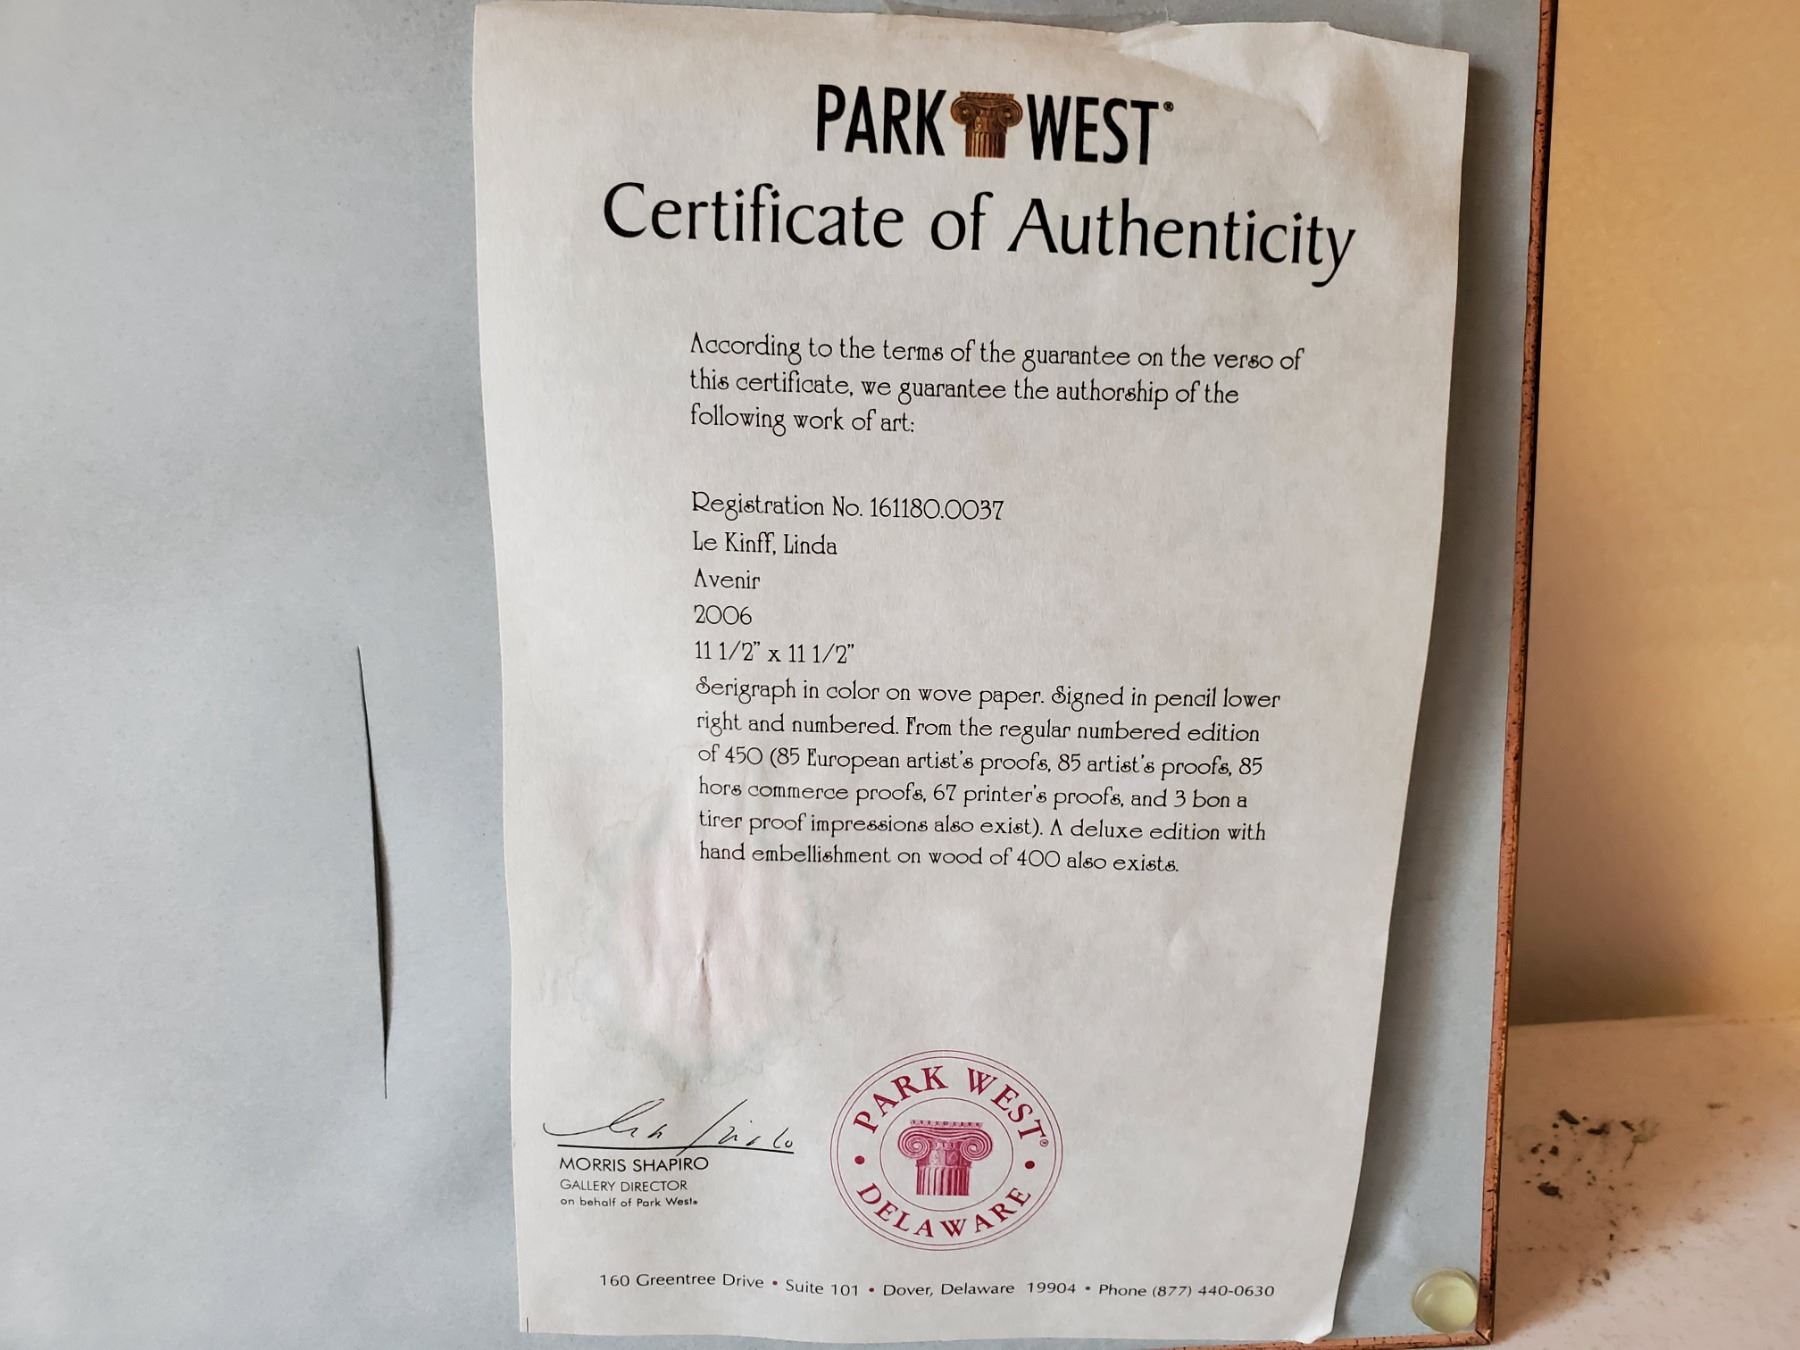 PARK WEST®
Certificate of Authenticity
According to the terms of the guarantee on the verso of
this certificate, we guarantee the authorship of the
following work of art:
Registration No. 161180.0037
Le Kinff, Linda
Avenir
2006
11 1/2" x 11 1/2"
Serigraph in color on wove paper. Signed in pencil lower
right and numbered. From the regular numbered edition
of 450 (85 European artist's proofs, 85 artist's proofs, 85
hors commerce proofs, 67 printer's proofs, and 3 bon a
tirer proof impressions also exist). A deluxe edition with
hand embellishment on wood of 400 also exists.
MORRIS SHAPIRO
GALLERY DIRECTOR
on behalf of Park West®
PARK WEST®
• DELAWARE •
160 Greentree Drive • Suite 101 • Dover, Delaware 19904 • Phone (877) 440-0630